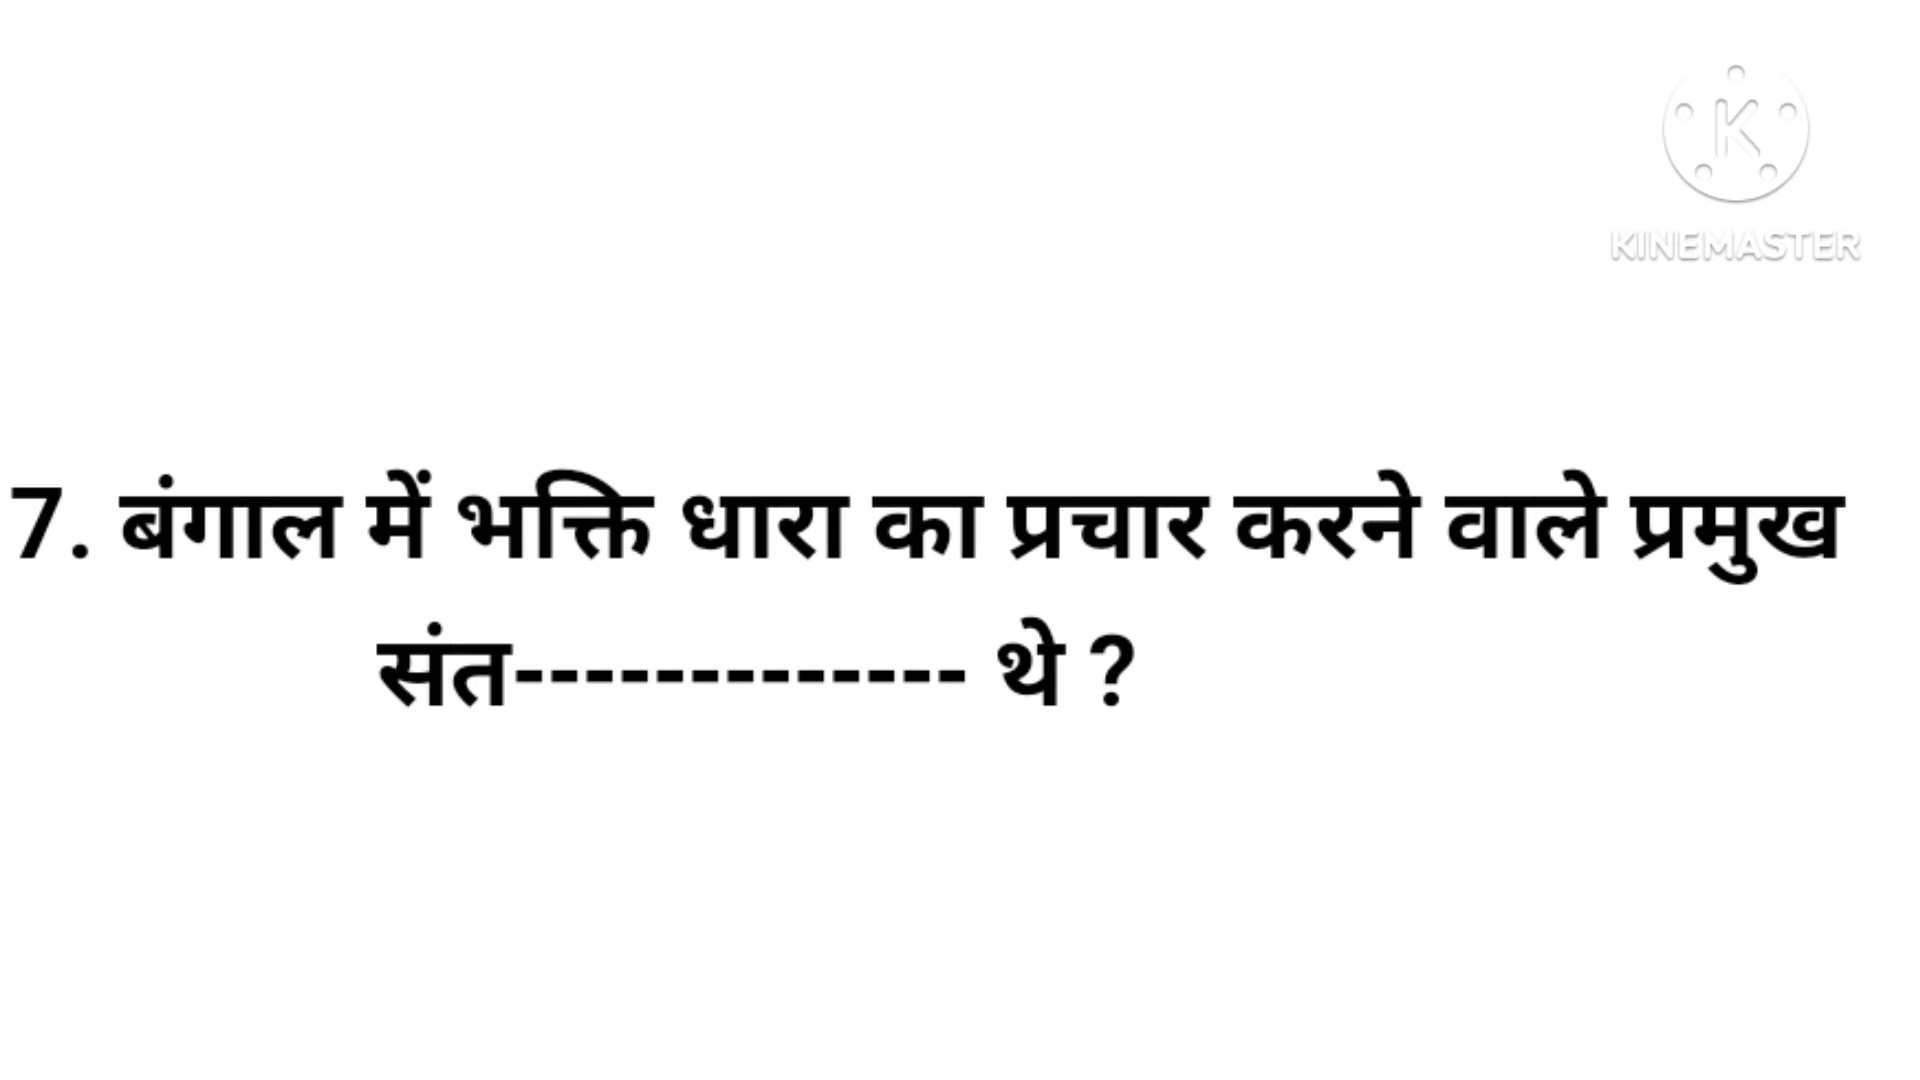 K
KINEMASTER
7. बंगाल में भक्ति धारा का प्रचार करने वाले प्रमुख
संत------------- थे ?